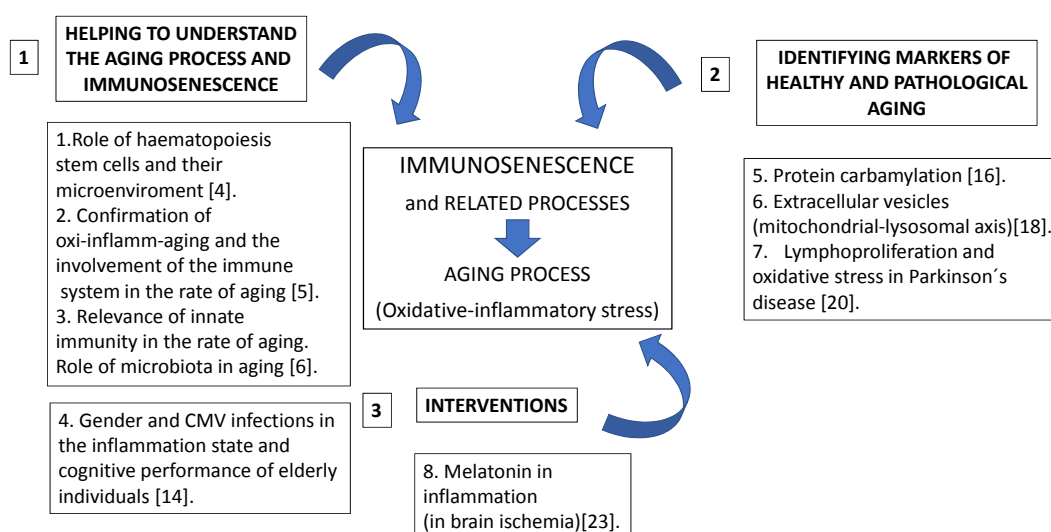 1
HELPING TO UNDERSTAND
THE AGING PROCESS AND
IMMUNOSENESCENCE
1.Role of haematopoiesis
stem cells and their
microenviroment [4].
2. Confirmation of
oxi-inflamm-aging and the
involvement of the immune
system in the rate of aging [5].
3. Relevance of innate
immunity in the rate of aging.
Role of microbiota in aging [6].
4. Gender and CMV infections in
the inflammation state and
cognitive performance of elderly
individuals [14].
IMMUNOSENESCENCE
and RELATED PROCESSES
AGING PROCESS
(Oxidative-inflammatory stress)
2
IDENTIFYING MARKERS OF
HEALTHY AND PATHOLOGICAL
AGING
5. Protein carbamylation [16].
6. Extracellular vesicles
(mitochondrial-lysosomal axis)[18].
7. Lymphoproliferation and
oxidative stress in Parkinson´s
disease [20].
3
INTERVENTIONS
8. Melatonin in
inflammation
(in brain ischemia)[23].